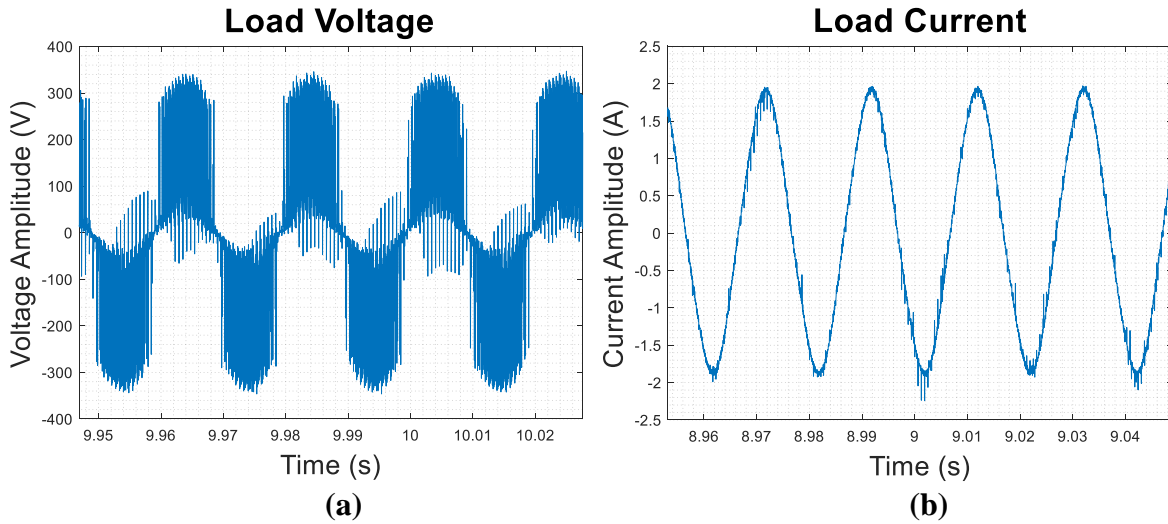 Load Voltage
Voltage Amplitude (V)
400
300
200
100
0
-100
-200
-300
-400
9.95 9.96 9.97 9.98 9.99 10 10.01 10.02
Time (s)
(a)
Load Current
Current Amplitude (A)
2.5
2
1.5
1
0.5
0
-0.5
-1
-1.5
-2
-2.5
8.96 8.97 8.98 8.99 9 9.01 9.02 9.03 9.04
Time (s)
(b)